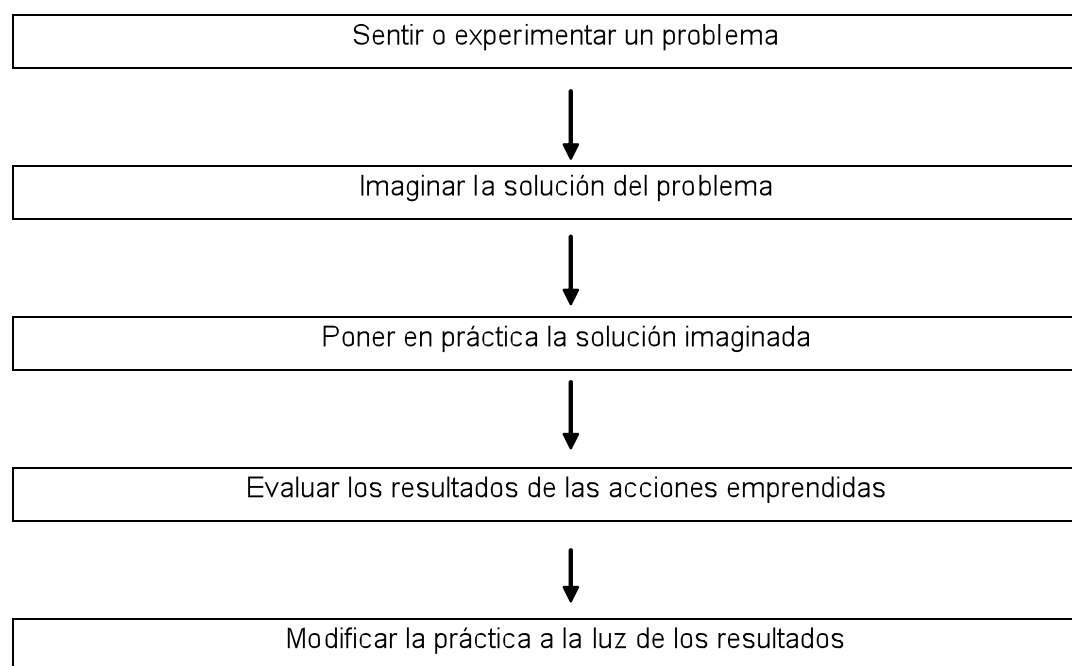 Sentir o experimentar un problema
Imaginar la solución del problema
Poner en práctica la solución imaginada
Evaluar los resultados de las acciones emprendidas
Modificar la práctica a la luz de los resultados